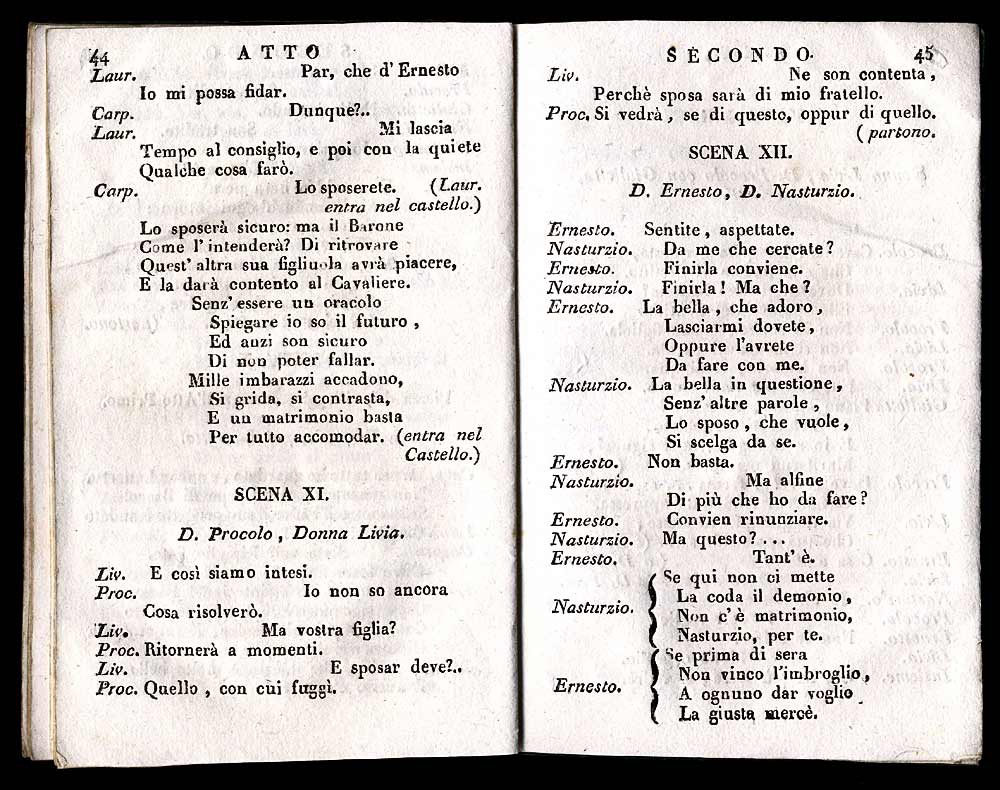 44 ATTO
Laur. Par, che d' Ernesto
Io mi possa fidar.
Carp. Dunque?..
Laur. Mi lascia
Tempo al consiglio, e poi con la quiete
Qualche cosa farò.
Carp. Lo sposerete. (Laur.
entra nel castello.)
Lo sposerà sicuro: ma il Barone
Come l' intenderà? Di ritrovare
Quest' altra sua figliuola avrà piacere,
E la darà contento al Cavaliere.
Senz' essere un oracolo
Spiegare io so il futuro ,
Ed anzi son sicuro
Di non poter fallar.
Mille imbarazzi accadono,
Si grida, si contrasta,
E un matrimonio basta
Per tutto accomodar. (entra nel
Castello.)
SCENA XI.
D. Procolo , Donna Livia.
Liv. E così siamo intesi.
Proc. Io non so ancora
Cosa risolverò.
Liv. Ma vostra figlia?
Proc. Ritornerà a momenti.
Liv. E sposar deve?..
Proc. Quello , con cui fuggì.
SECONDO. 45
Liv. Ne son contenta ,
Perchè sposa sarà di mio fratello.
Proc. Si vedrà, se di questo, oppur di quello.
(partono.
SCENA XII.
D. Ernesto, D. Nasturzio.
Ernesto. Sentite , aspettate.
Nasturzio. Da me che cercate?
Ernesto. Finirla conviene.
Nasturzio. Finirla! Ma che?
Ernesto. La bella , che adoro,
Lasciarmi dovete,
Oppure l'avrete
Da fare con me.
Nasturzio. La bella in questione,
Senz' altre parole ,
Lo sposo , che vuole,
Si scelga da se.
Ernesto. Non basta.
Nasturzio. Ma alfine
Di più che ho da fare?
Ernesto. Convien rinunziare.
Nasturzio. Ma questo? ...
Ernesto. Tant' è.
Se qui non ci mette
La coda il demonio ,
Nasturzio. Non c' è matrimonio,
Nasturzio, per te.
Se prima di sera
Non vinco l'imbroglio,
Ernesto. A ognuno dar voglio
La giusta mercè.